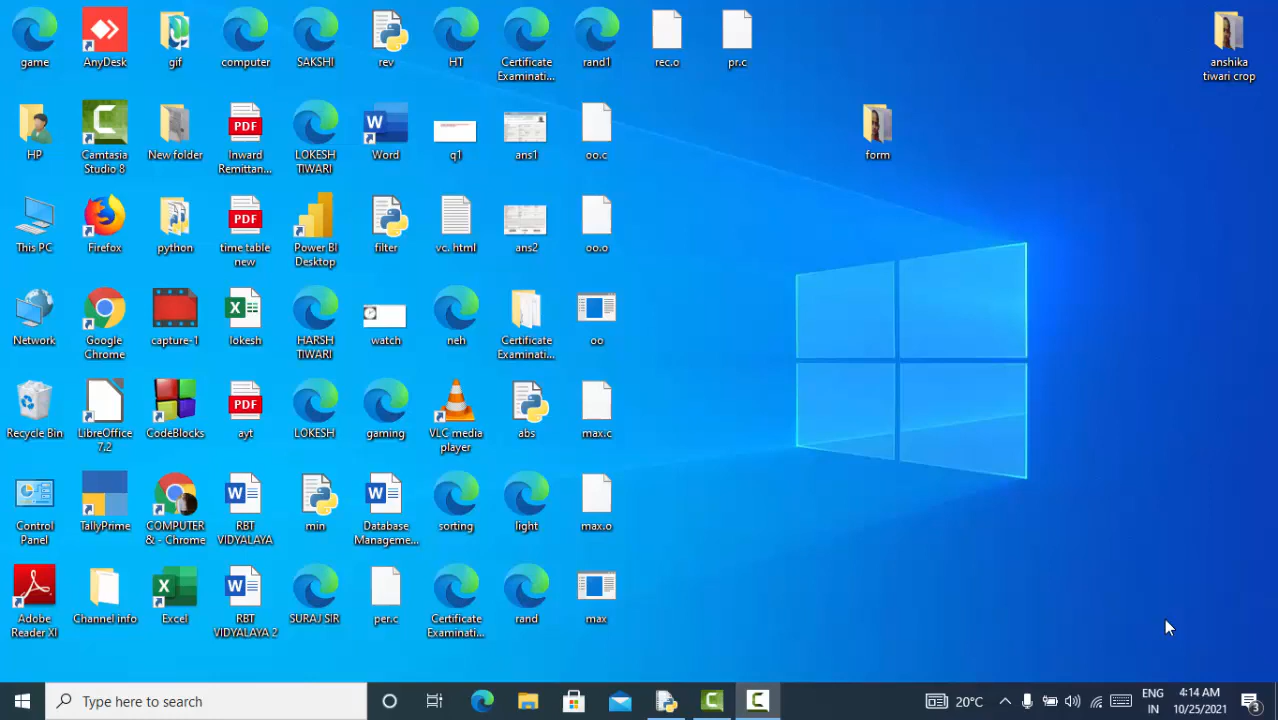 game
AnyDesk
gif
computer
SAKSHI
rev
HT
Certificate
Examinati...
rand1
rec.o
pr.c
anshika
tiwari crop
HP
Camtasia
Studio 8
New folder
PDF
Inward
Remittan...
LOKESH
TIWARI
Word
q1
ans1
oo.c
form
This PC
Firefox
python
PDF
time table
new
Power BI
Desktop
filter
vc. html
ans2
oo.o
Network
Google
Chrome
capture-1
lokesh
HARSH
TIWARI
watch
neh
Certificate
Examinati...
oo
Recycle Bin
LibreOffice
7.2
CodeBlocks
PDF
ayt
LOKESH
gaming
VLC media
player
abs
max.c
Control
Panel
TallyPrime
COMPUTER
& - Chrome
RBT
VIDYALAYA
min
Database
Manageme...
sorting
light
max.o
Adobe
Reader XI
Channel info
Excel
RBT
VIDYALAYA 2
SURAJ SIR
per.c
Certificate
Examinati...
rand
max
Type here to search
20°C
ENG
IN
4:14 AM
10/25/2021
3